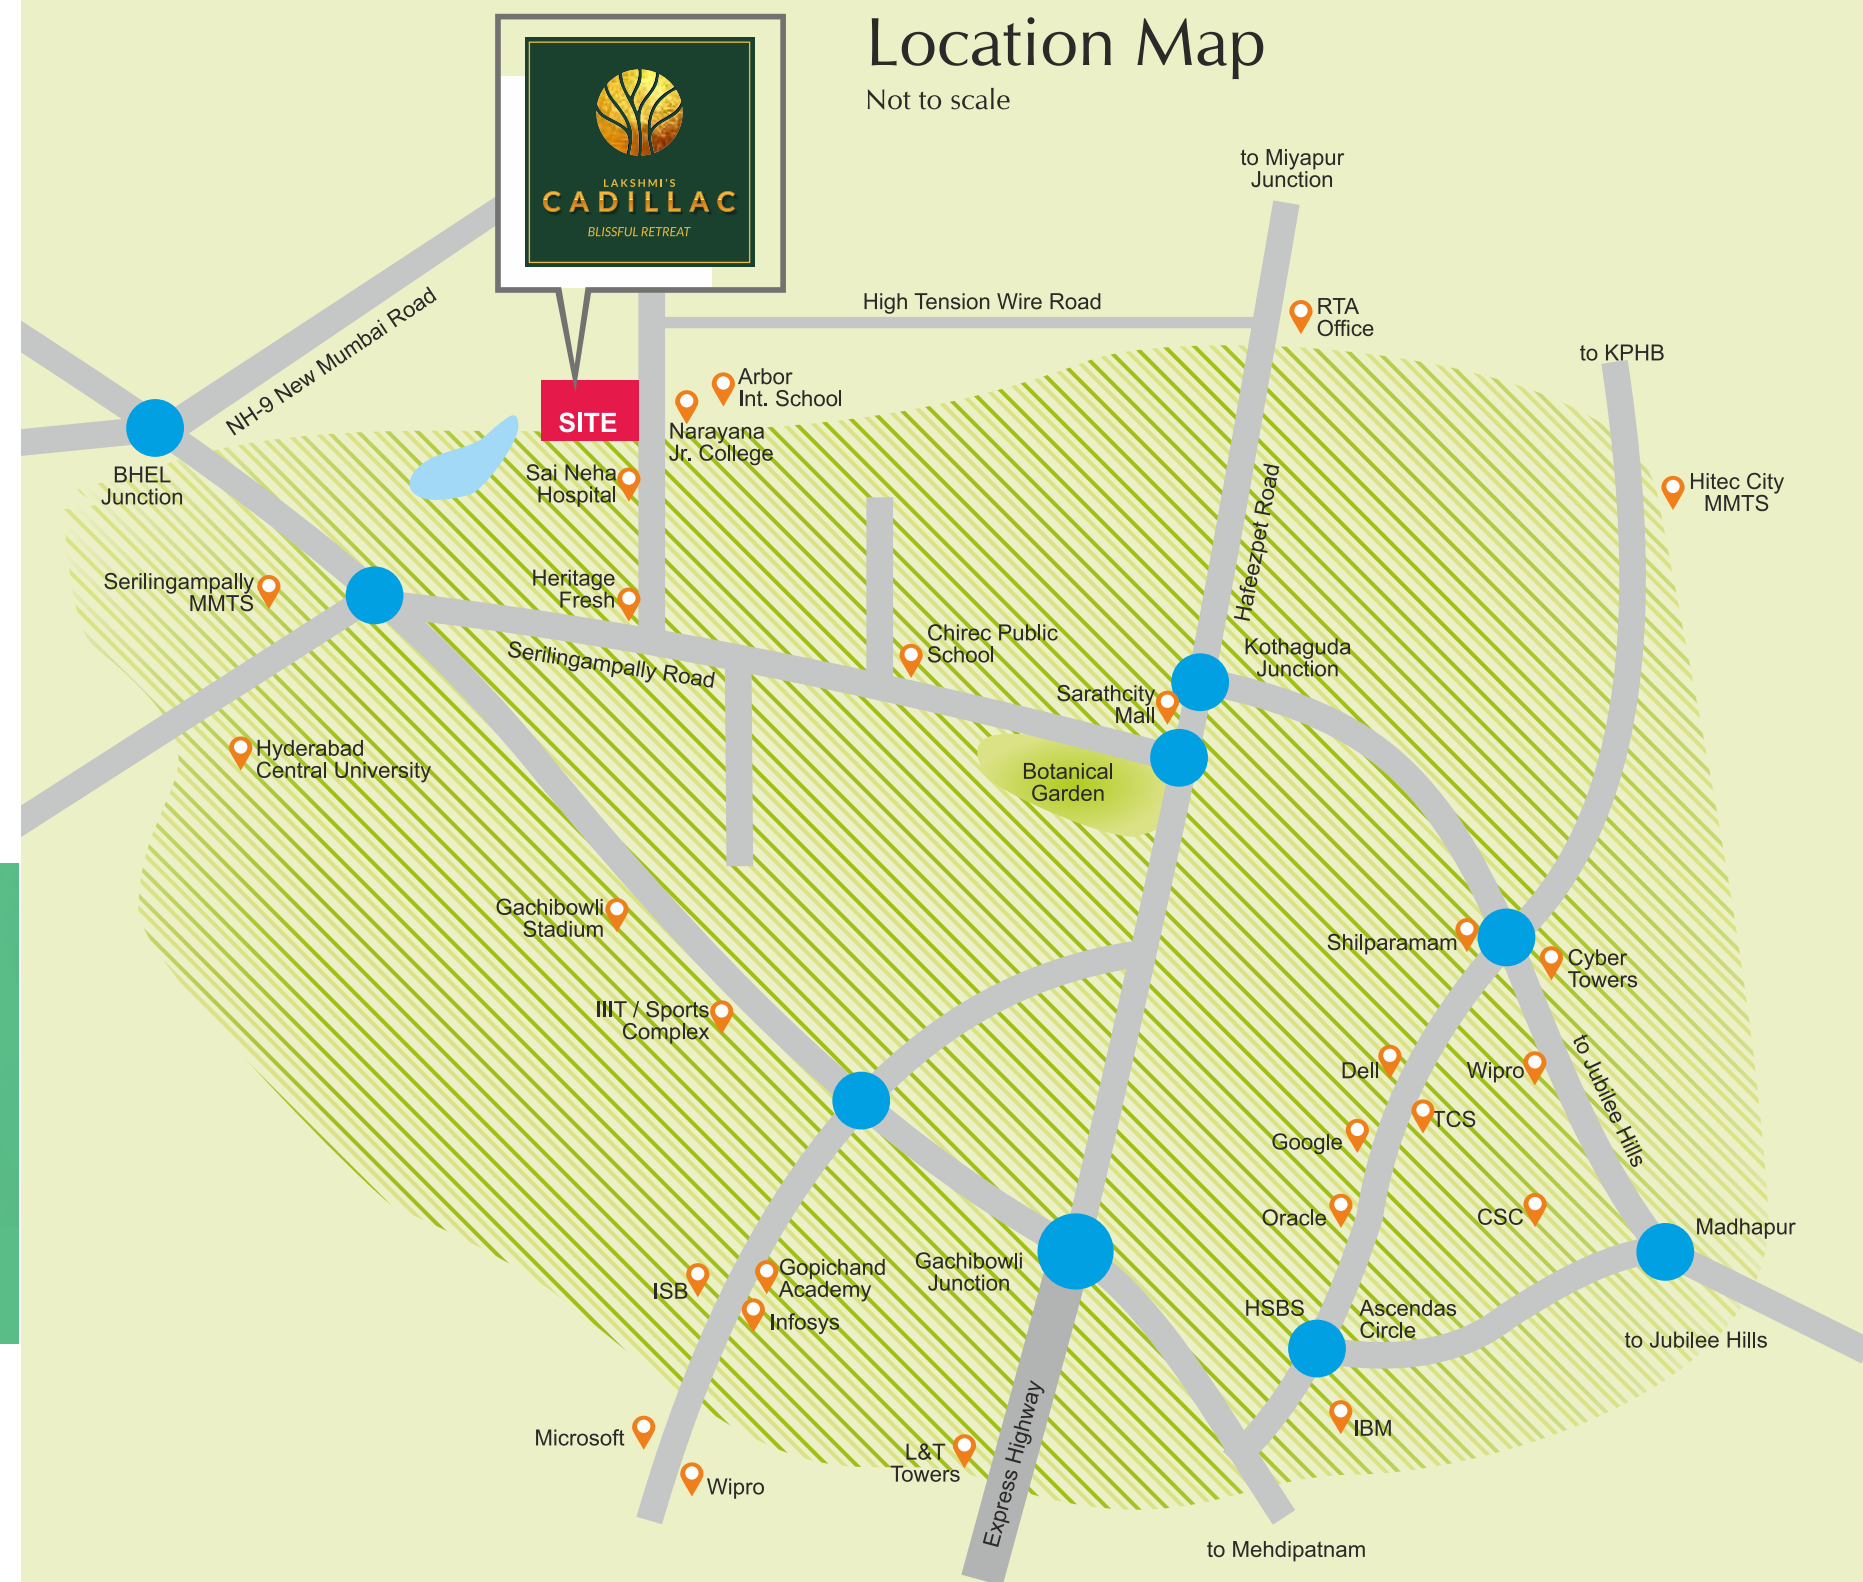 Location Map
Not to scale
LAKSHMI'S
CADILLAC
BLISSFUL RETREAT
to Miyapur
Junction
NH-9 New Mumbai Road
High Tension Wire Road
RTA
Office
to KPHB
SITE
Arbor
Int. School
Narayana
Jr. College
BHEL
Junction
Sai Neha
Hospital
Hafeezpet Road
Hitec City
MMTS
Serilingampally
MMTS
Heritage
Fresh
Serilingampally Road
Chirec Public
School
Kothaguda
Junction
Sarathcity
Mall
Hyderabad
Central University
Botanical
Garden
Gachibowli
Stadium
Shilparamam
Cyber
Towers
IIIT / Sports
Complex
Dell
Wipro
to Jubilee Hills
TCS
Google
Oracle
CSC
Madhapur
Gachibowli
Junction
Gopichand
Academy
ISB
Infosys
HSBS
Ascendas
Circle
to Jubilee Hills
Microsoft
Wipro
L&T
Towers
Express Highway
IBM
to Mehdipatnam